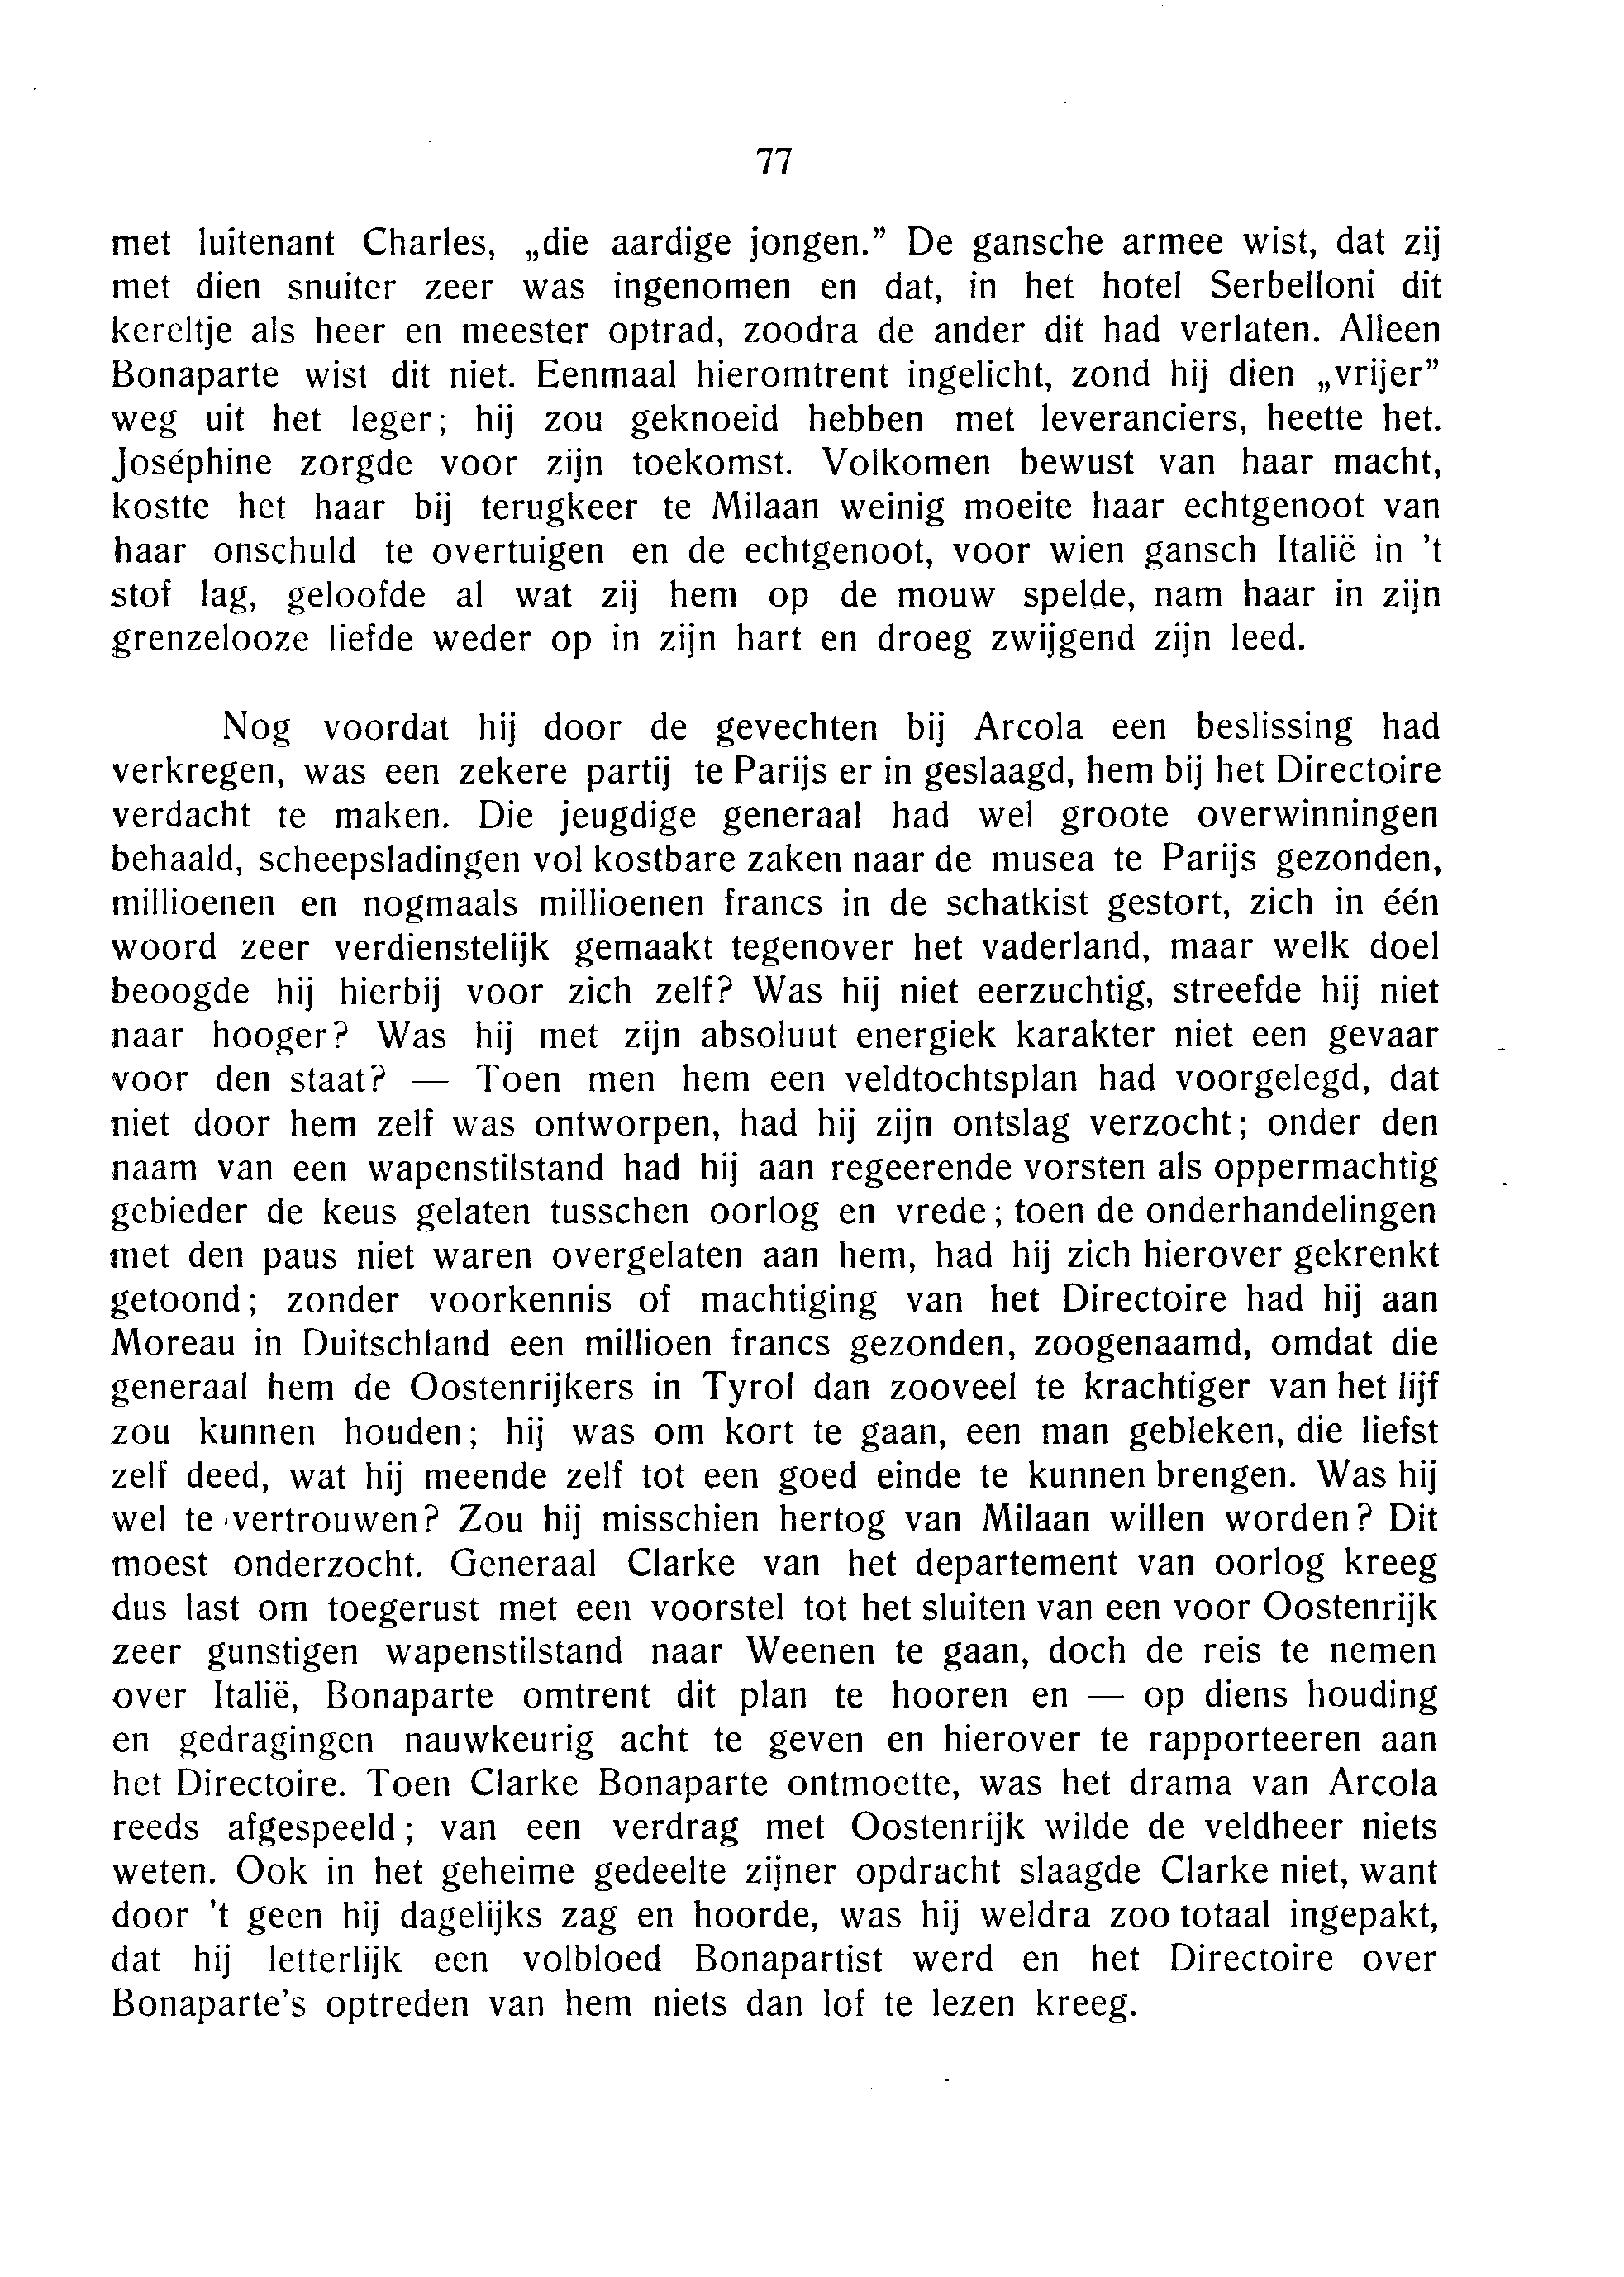 77
met luitenant Charles, „die aardige jongen.” De gansche armee wist, dat zij
met dien snuiter zeer was ingenomen en dat, in het hotel Serbelloni dit
kereltje als heer en meester optrad, zoodra de ander dit had verlaten. Alleen
Bonaparte wist dit niet. Eenmaal hieromtrent ingelicht, zond hij dien „vrijer”
weg uit het leger; hij zou geknoeid hebben met leveranciers, heette het.
Joséphine zorgde voor zijn toekomst. Volkomen bewust van haar macht,
kostte het haar bij terugkeer te Milaan weinig moeite haar echtgenoot van
haar onschuld te overtuigen en de echtgenoot, voor wien gansch Italië in 't
stof lag, geloofde al wat zij hem op de mouw spelde, nam haar in zijn
grenzelooze liefde weder op in zijn hart en droeg zwijgend zijn leed.
Nog voordat hij door de gevechten bij Arcola een beslissing had
verkregen, was een zekere partij te Parijs er in geslaagd, hem bij het Directoire
verdacht te maken. Die jeugdige generaal had wel groote overwinningen
behaald, scheepsladingen vol kostbare zaken naar de musea te Parijs gezonden,
millioenen en nogmaals millioenen francs in de schatkist gestort, zich in één
woord zeer verdienstelijk gemaakt tegenover het vaderland, maar welk doel
beoogde hij hierbij voor zich zelf? Was hij niet eerzuchtig, streefde hij niet
naar hooger? Was hij met zijn absoluut energiek karakter niet een gevaar
voor den staat? — Toen men hem een veldtochtsplan had voorgelegd, dat
niet door hem zelf was ontworpen, had hij zijn ontslag verzocht; onder den
naam van een wapenstilstand had hij aan regeerende vorsten als oppermachtig
gebieder de keus gelaten tusschen oorlog en vrede; toen de onderhandelingen
met den paus niet waren overgelaten aan hem, had hij zich hierover gekrenkt
getoond; zonder voorkennis of machtiging van het Directoire had hij aan
Moreau in Duitschland een millioen francs gezonden, zoogenaamd, omdat die
generaal hem de Oostenrijkers in Tyrol dan zooveel te krachtiger van het lijf
zou kunnen houden; hij was om kort te gaan, een man gebleken, die liefst
zelf deed, wat hij meende zelf tot een goed einde te kunnen brengen. Was hij
wel te vertrouwen? Zou hij misschien hertog van Milaan willen worden? Dit
moest onderzocht. Generaal Clarke van het departement van oorlog kreeg
dus last om toegerust met een voorstel tot het sluiten van een voor Oostenrijk
zeer gunstigen wapenstilstand naar Weenen te gaan, doch de reis te nemen
over Italië, Bonaparte omtrent dit plan te hooren en — op diens houding
en gedragingen nauwkeurig acht te geven en hierover te rapporteeren aan
het Directoire. Toen Clarke Bonaparte ontmoette, was het drama van Arcola
reeds afgespeeld; van een verdrag met Oostenrijk wilde de veldheer niets
weten. Ook in het geheime gedeelte zijner opdracht slaagde Clarke niet, want
door 't geen hij dagelijks zag en hoorde, was hij weldra zoo totaal ingepakt,
dat hij letterlijk een volbloed Bonapartist werd en het Directoire over
Bonaparte's optreden van hem niets dan lof te lezen kreeg.